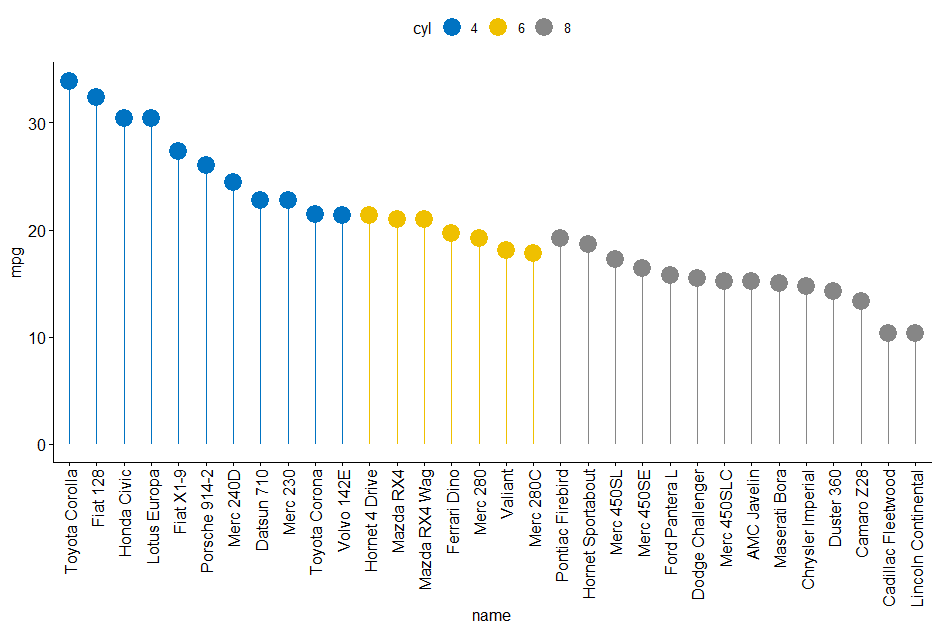 cyl 4 6 8
mpg
30
20
10
0
Toyota Corolla
Fiat 128
Honda Civic
Lotus Europa
Fiat X1-9
Porsche 914-2
Merc 240D
Datsun 710
Merc 230
Toyota Corona
Volvo 142E
Hornet 4 Drive
Mazda RX4
Mazda RX4 Wag
Ferrari Dino
Merc 280
Valiant
Merc 280C
Pontiac Firebird
Hornet Sportabout
Merc 450SL
Merc 450SE
Ford Pantera L
Dodge Challenger
Merc 450SLC
AMC Javelin
Maserati Bora
Chrysler Imperial
Duster 360
Camaro Z28
Cadillac Fleetwood
Lincoln Continental
name